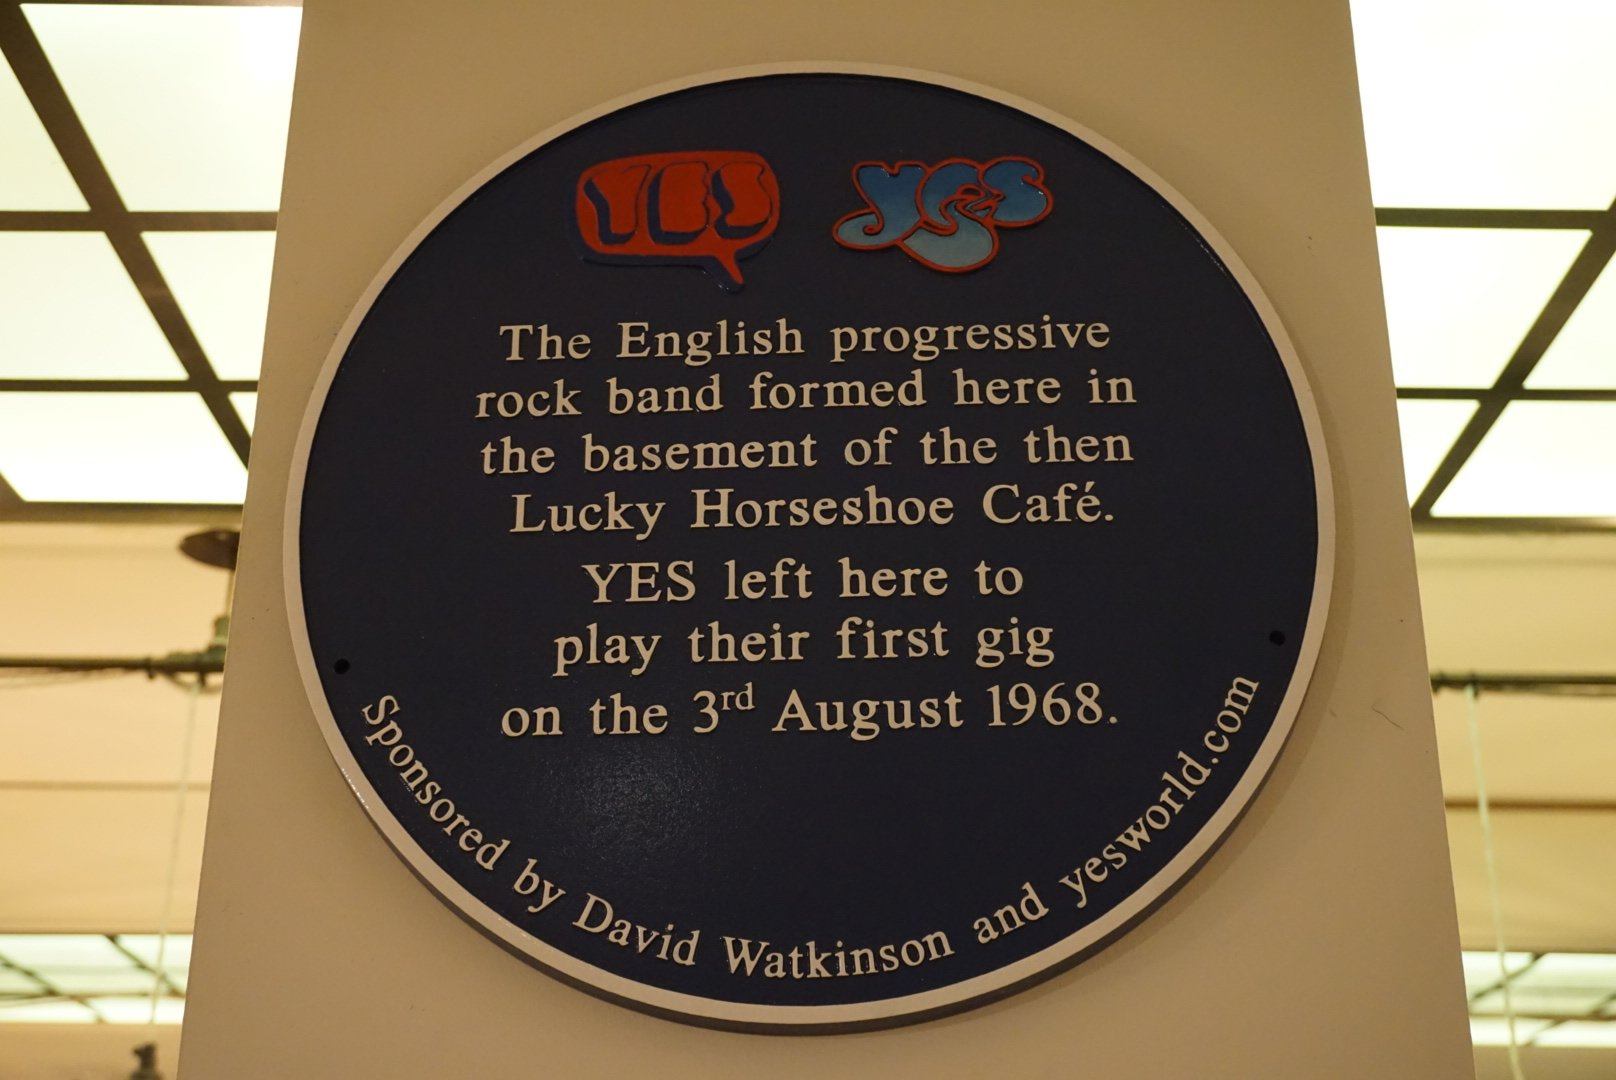 YES YES
The English progressive
rock band formed here in
the basement of the then
Lucky Horseshoe Café.
YES left here to
play their first gig
on the 3rd August 1968.
Sponsored by David Watkinson and yesworld.com